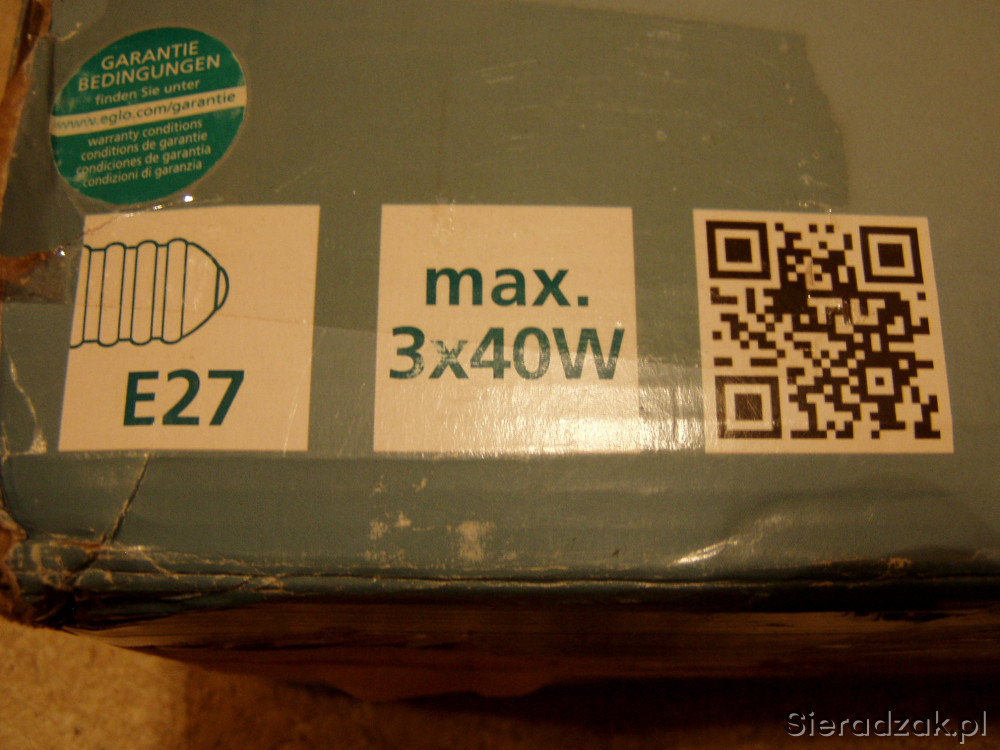 GARANTIE
BEDINGUNGEN
finden Sie unter
www.eglo.com/garantie
warranty conditions
conditions de garantie
condiciones de garantia
condizioni di garanzia
E27
max.
3x40W
Sieradzak.pl